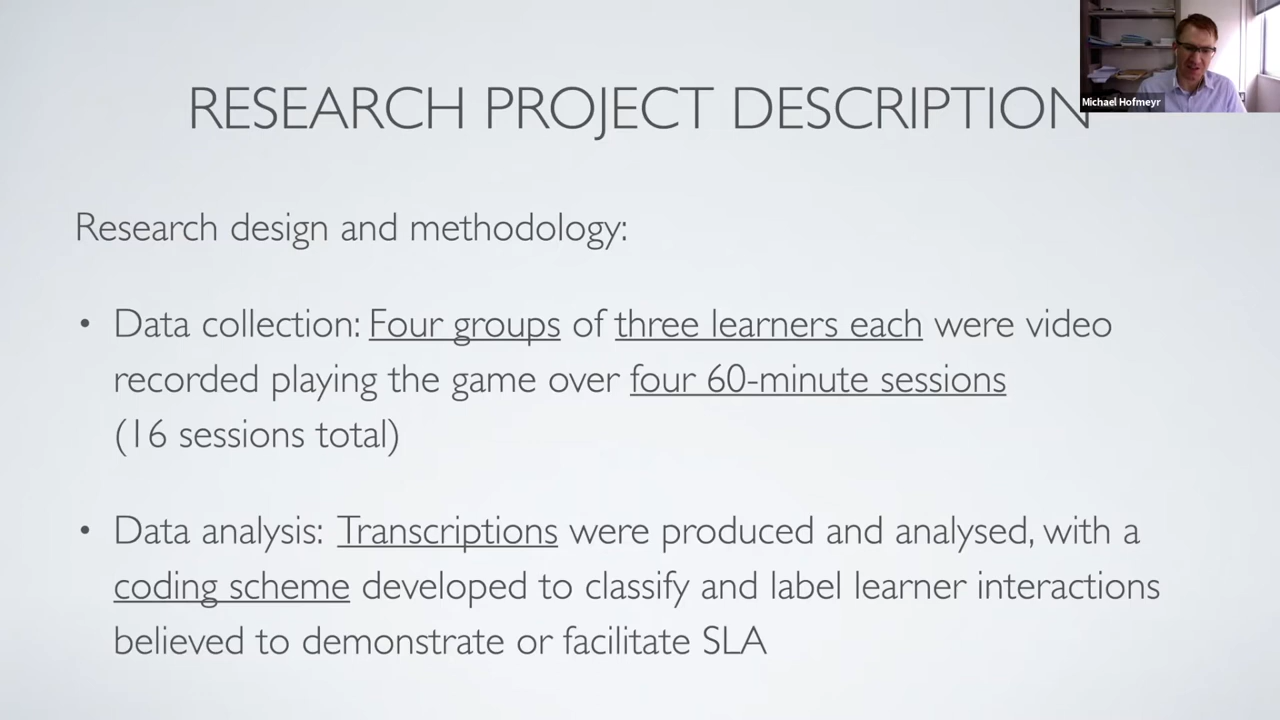 Michael Hofmeyr
RESEARCH PROJECT DESCRIPTION
Research design and methodology:
• Data collection: Four groups of three learners each were video
recorded playing the game over four 60-minute sessions
(16 sessions total)
• Data analysis: Transcriptions were produced and analysed, with a
coding scheme developed to classify and label learner interactions
believed to demonstrate or facilitate SLA